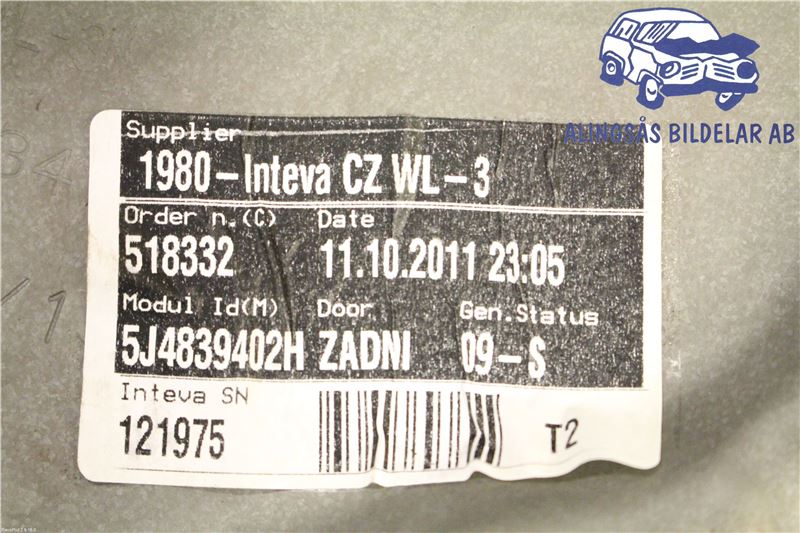 ALINGSÅS BILDELAR AB
Supplier
1980-Inteva CZ WL-3
Order n.(C) Date
518332 11.10.2011 23:05
Modul Id(M) Door Gen.Status
5J4839402H ZADNI 09-S
Inteva SN
121975
T2